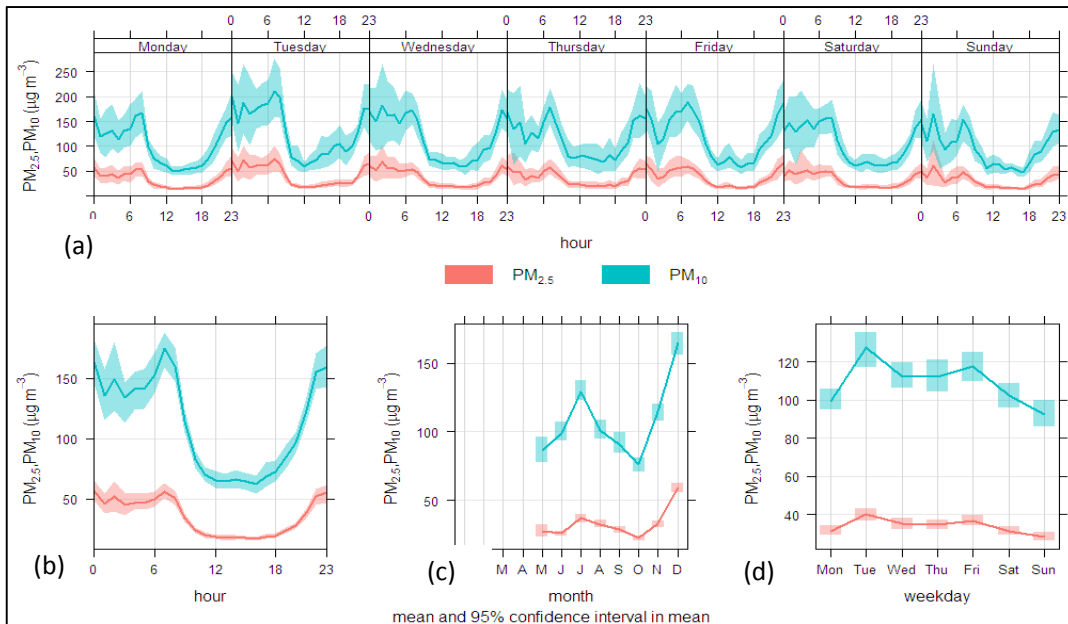 0 6 12 18 23 0 6 12 18 23 0 6 12 18 23
Monday Tuesday Wednesday Thursday Friday Saturday Sunday
PM2.5,PM10 (µg m−3)
250
200
150
100
50
0 6 12 18 23 0 6 12 18 23 0 6 12 18 23 0 6 12 18 23
(a)
hour
PM2.5 PM10
PM2.5,PM10 (µg m−3)
150
100
50
0 6 12 18 23
(b)
hour
PM2.5,PM10 (µg m−3)
150
100
50
M A M J J A S O N D
(c)
month
PM2.5,PM10 (µg m−3)
120
100
80
60
40
Mon Tue Wed Thu Fri Sat Sun
(d)
weekday
mean and 95% confidence interval in mean